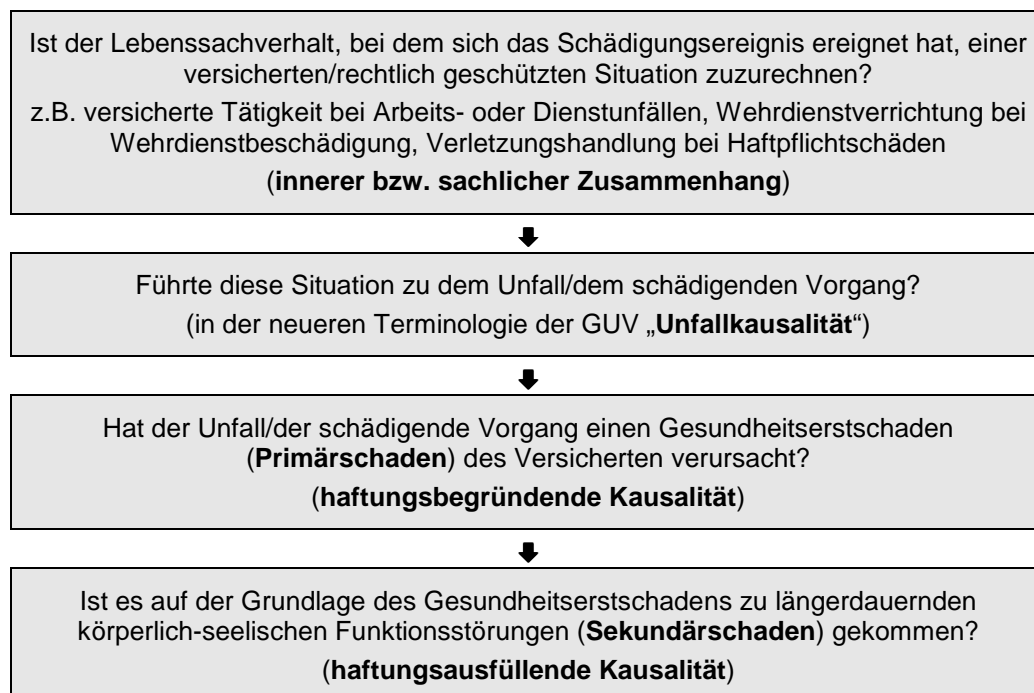 Ist der Lebenssachverhalt, bei dem sich das Schädigungsereignis ereignet hat, einer
versicherten/rechtlich geschützten Situation zuzurechnen?
z.B. versicherte Tätigkeit bei Arbeits- oder Dienstunfällen, Wehrdienstverrichtung bei
Wehrdienstbeschädigung, Verletzungshandlung bei Haftpflichtschäden
(innerer bzw. sachlicher Zusammenhang)
Führte diese Situation zu dem Unfall/dem schädigenden Vorgang?
(in der neueren Terminologie der GUV „Unfallkausalität“)
Hat der Unfall/der schädigende Vorgang einen Gesundheitserstschaden
(Primärschaden) des Versicherten verursacht?
(haftungsbegründende Kausalität)
Ist es auf der Grundlage des Gesundheitserstschadens zu längerdauernden
körperlich-seelischen Funktionsstörungen (Sekundärschaden) gekommen?
(haftungsausfüllende Kausalität)